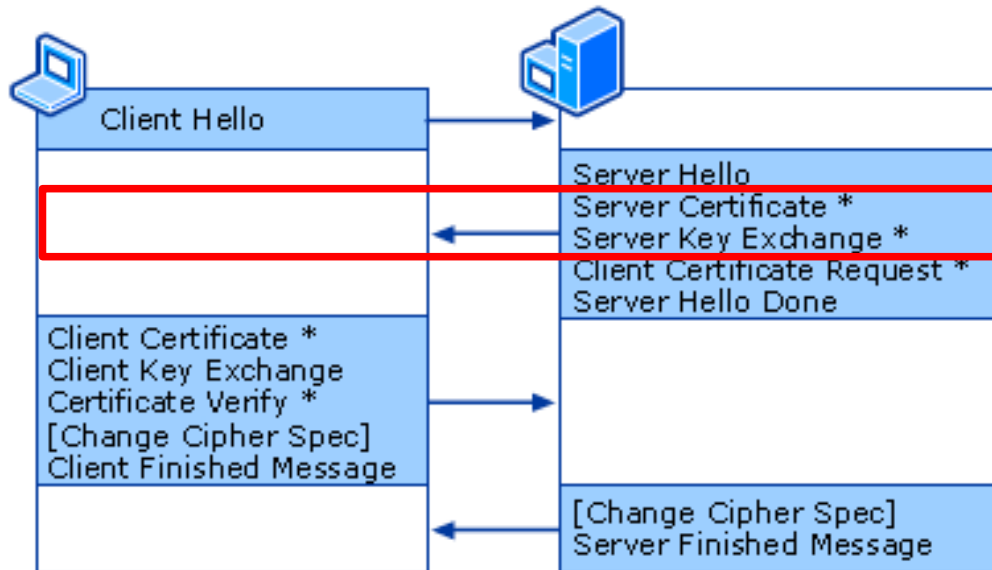 Client Hello
Server Hello
Server Certificate *
Server Key Exchange *
Client Certificate Request *
Server Hello Done
Client Certificate *
Client Key Exchange
Certificate Verify *
[Change Cipher Spec]
Client Finished Message
[Change Cipher Spec]
Server Finished Message